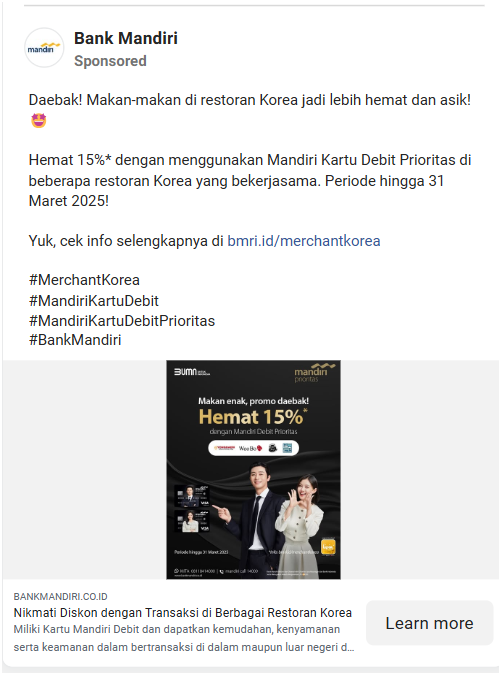 mandiri
Bank Mandiri
Sponsored
Daebak! Makan-makan di restoran Korea jadi lebih hemat dan asik!
Hemat 15%* dengan menggunakan Mandiri Kartu Debit Prioritas di
beberapa restoran Korea yang bekerjasama. Periode hingga 31
Maret 2025!
Yuk, cek info selengkapnya di bmri.id/merchantkorea
#MerchantKorea
#MandiriKartuDebit
#MandiriKartuDebitPrioritas
#BankMandiri
BUMN
mandiri
prioritas
Makan enak, promo daebak!
Hemat 15%*
dengan Mandiri Debit Prioritas
Periode hingga 31 Maret 2025
mandiri call 14000
BANKMANDIRI.CO.ID
Nikmati Diskon dengan Transaksi di Berbagai Restoran Korea
Miliki Kartu Mandiri Debit dan dapatkan kemudahan, kenyamanan
serta keamanan dalam bertransaksi di dalam maupun luar negeri d...
Learn more